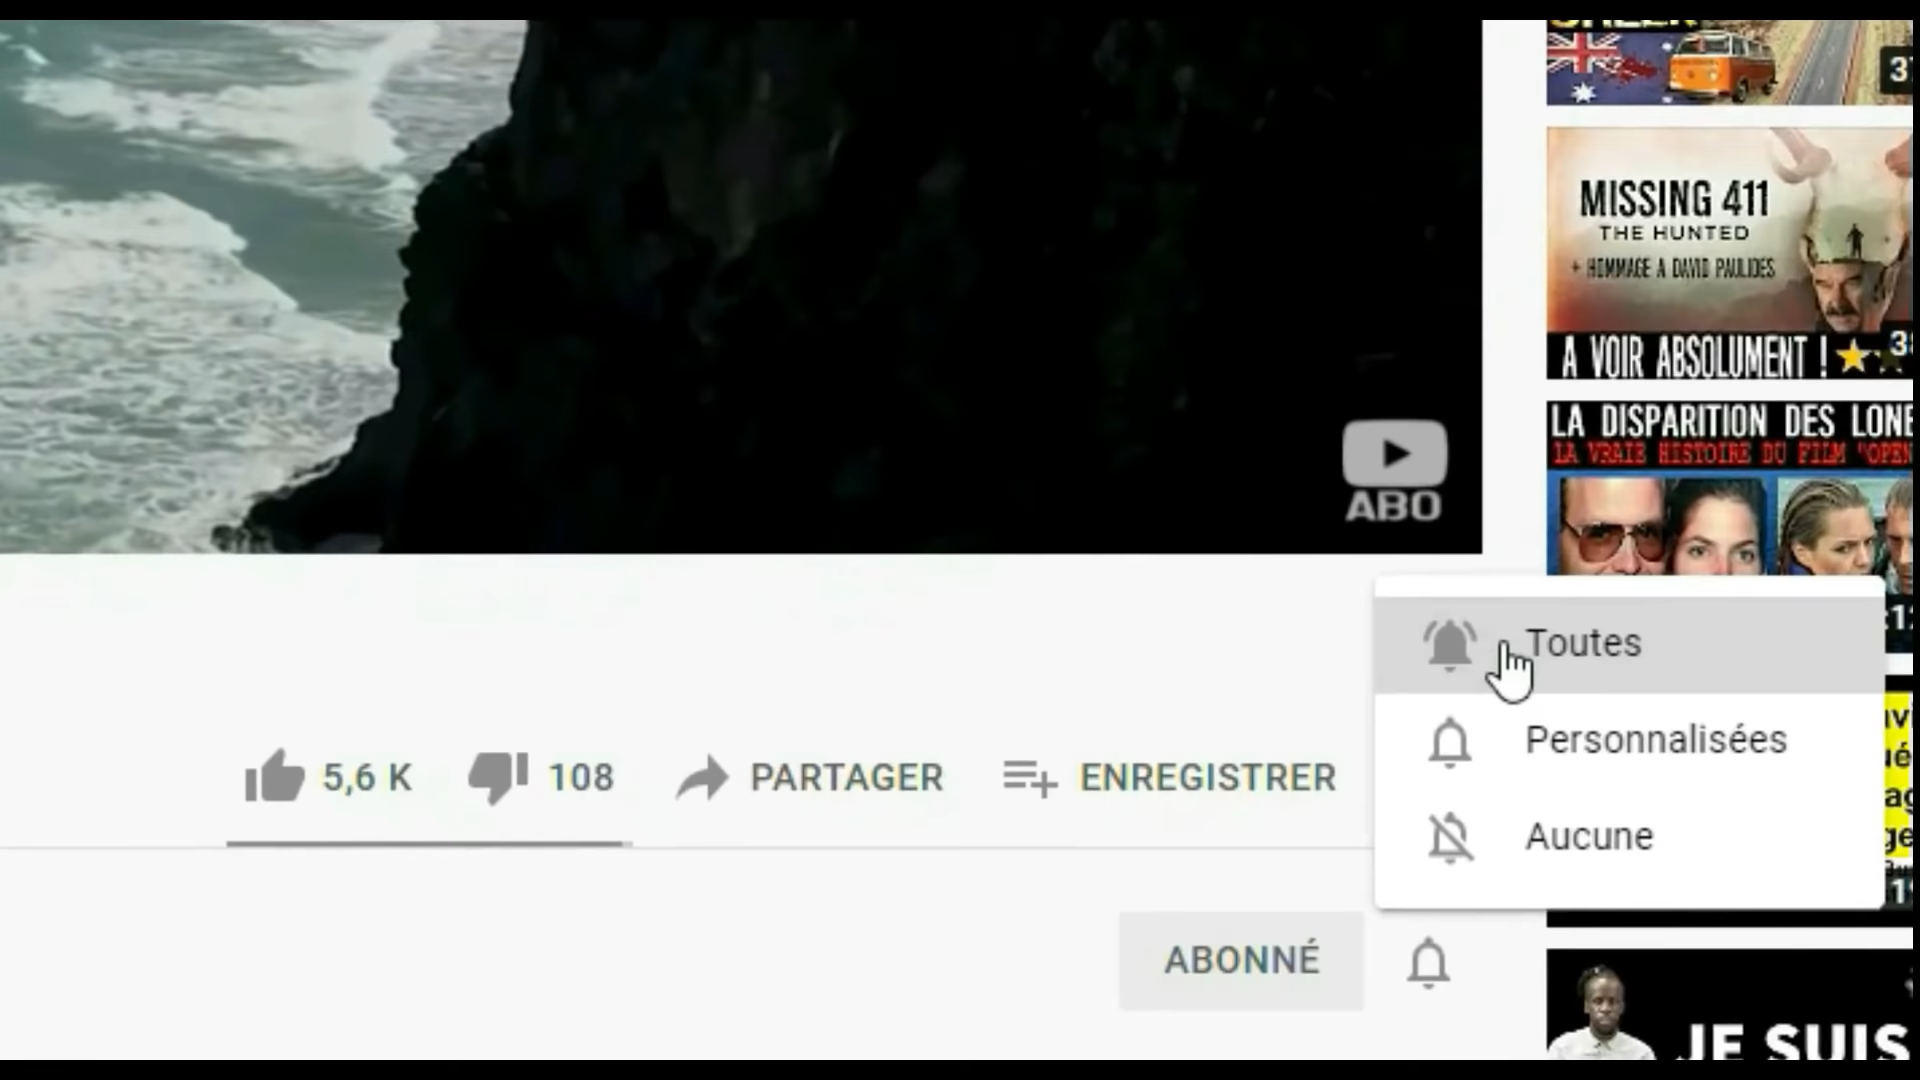 ABO
5,6 K
108
PARTAGER
ENREGISTRER
Toutes
Personnalisées
Aucune
ABONNÉ
MISSING 411
THE HUNTED
+ HOMMAGE A DAVID PAULIDES
A VOIR ABSOLUMENT !
LA DISPARITION DES LONE
LA VRAIE HISTOIRE DU FILM "OPEN
JE SUIS